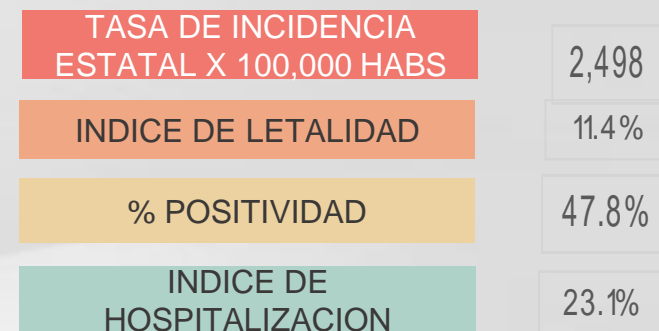 TASA DE INCIDENCIA
ESTATAL X 100,000 HABS
2,498
INDICE DE LETALIDAD
11.4%
% POSITIVIDAD
47.8%
INDICE DE
HOSPITALIZACION
23.1%